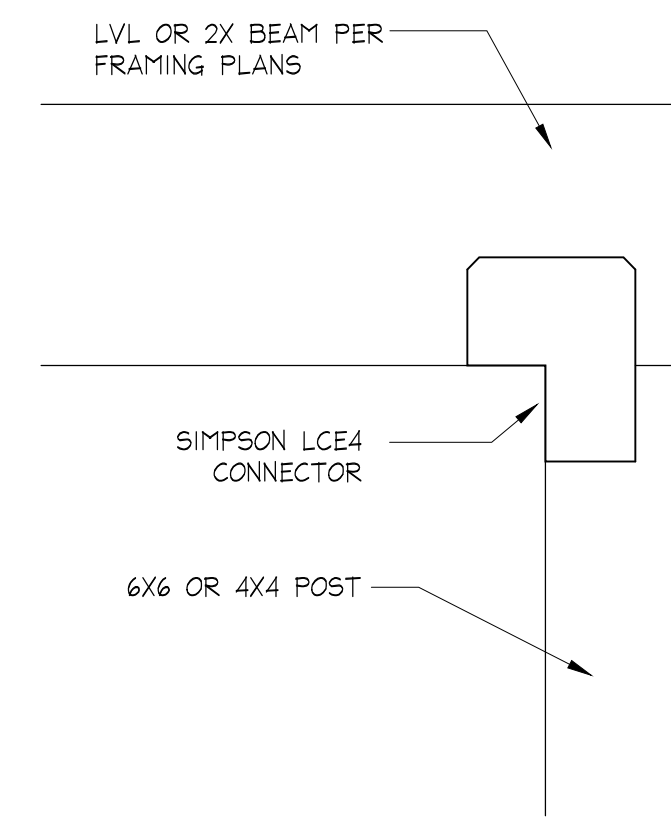 LVL OR 2X BEAM PER
FRAMING PLANS
SIMPSON LCE4
CONNECTOR
6X6 OR 4X4 POST